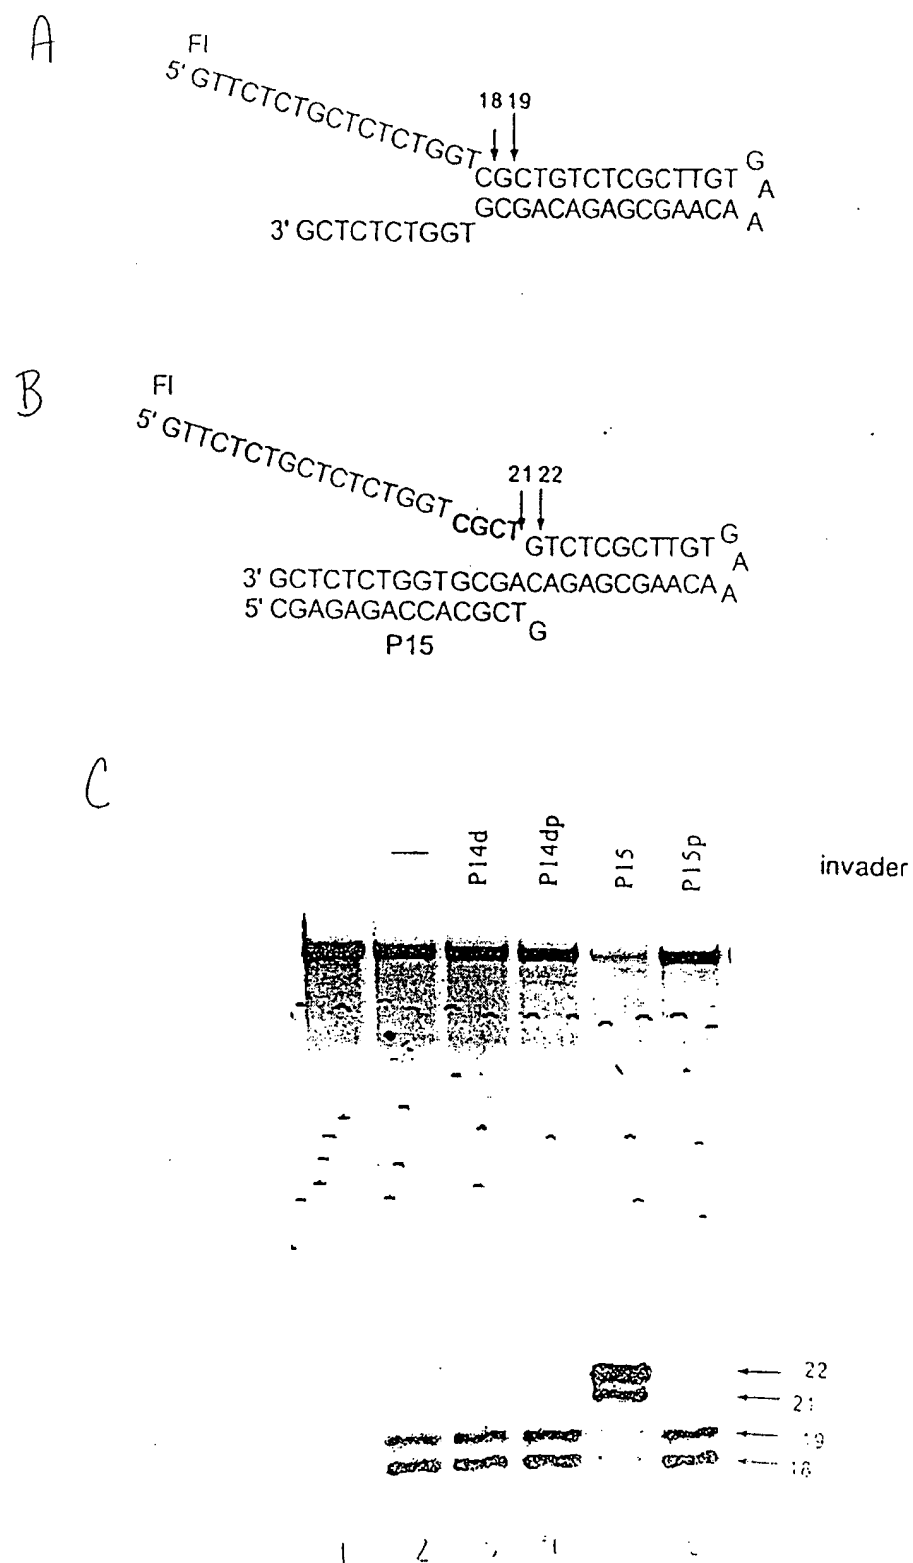 A
Fl
5' GTTCTCTGCTCTCTGGT
18 19
CGCTGTCTCGCTTGT
G
A
A
GCGACAGAGCGAACA
3' GCTCTCTGGT
B
Fl
5' GTTCTCTGCTCTCTGGT
CGCT
21 22
GTCTCGCTTGT
G
A
A
3' GCTCTCTGGTGCGACAGAGCGAACA
5' CGAGAGACCACGCT
G
P15
C
— P14d P14dp P15 P15p invader
22
21
19
18
1 2